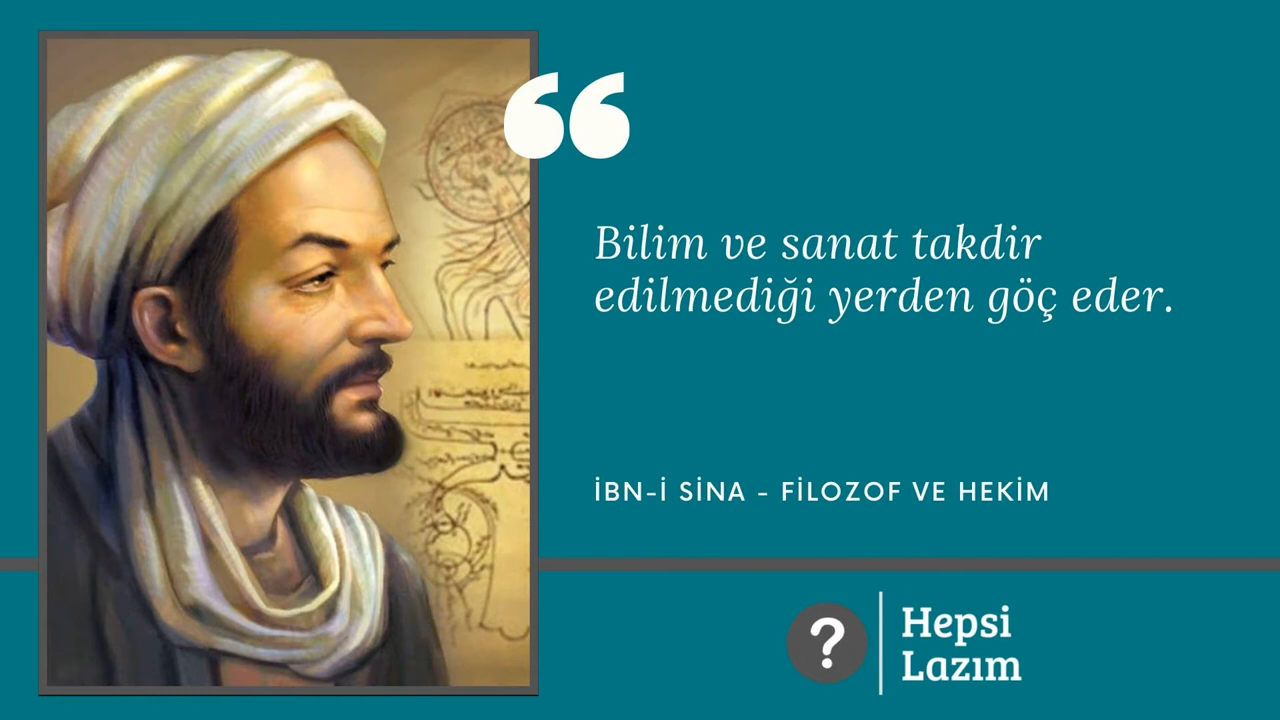 “
Bilim ve sanat takdir
edilmediği yerden göç eder.
İBN-İ SİNA - FİLOZOF VE HEKİM
?
Hepsi
Lazım